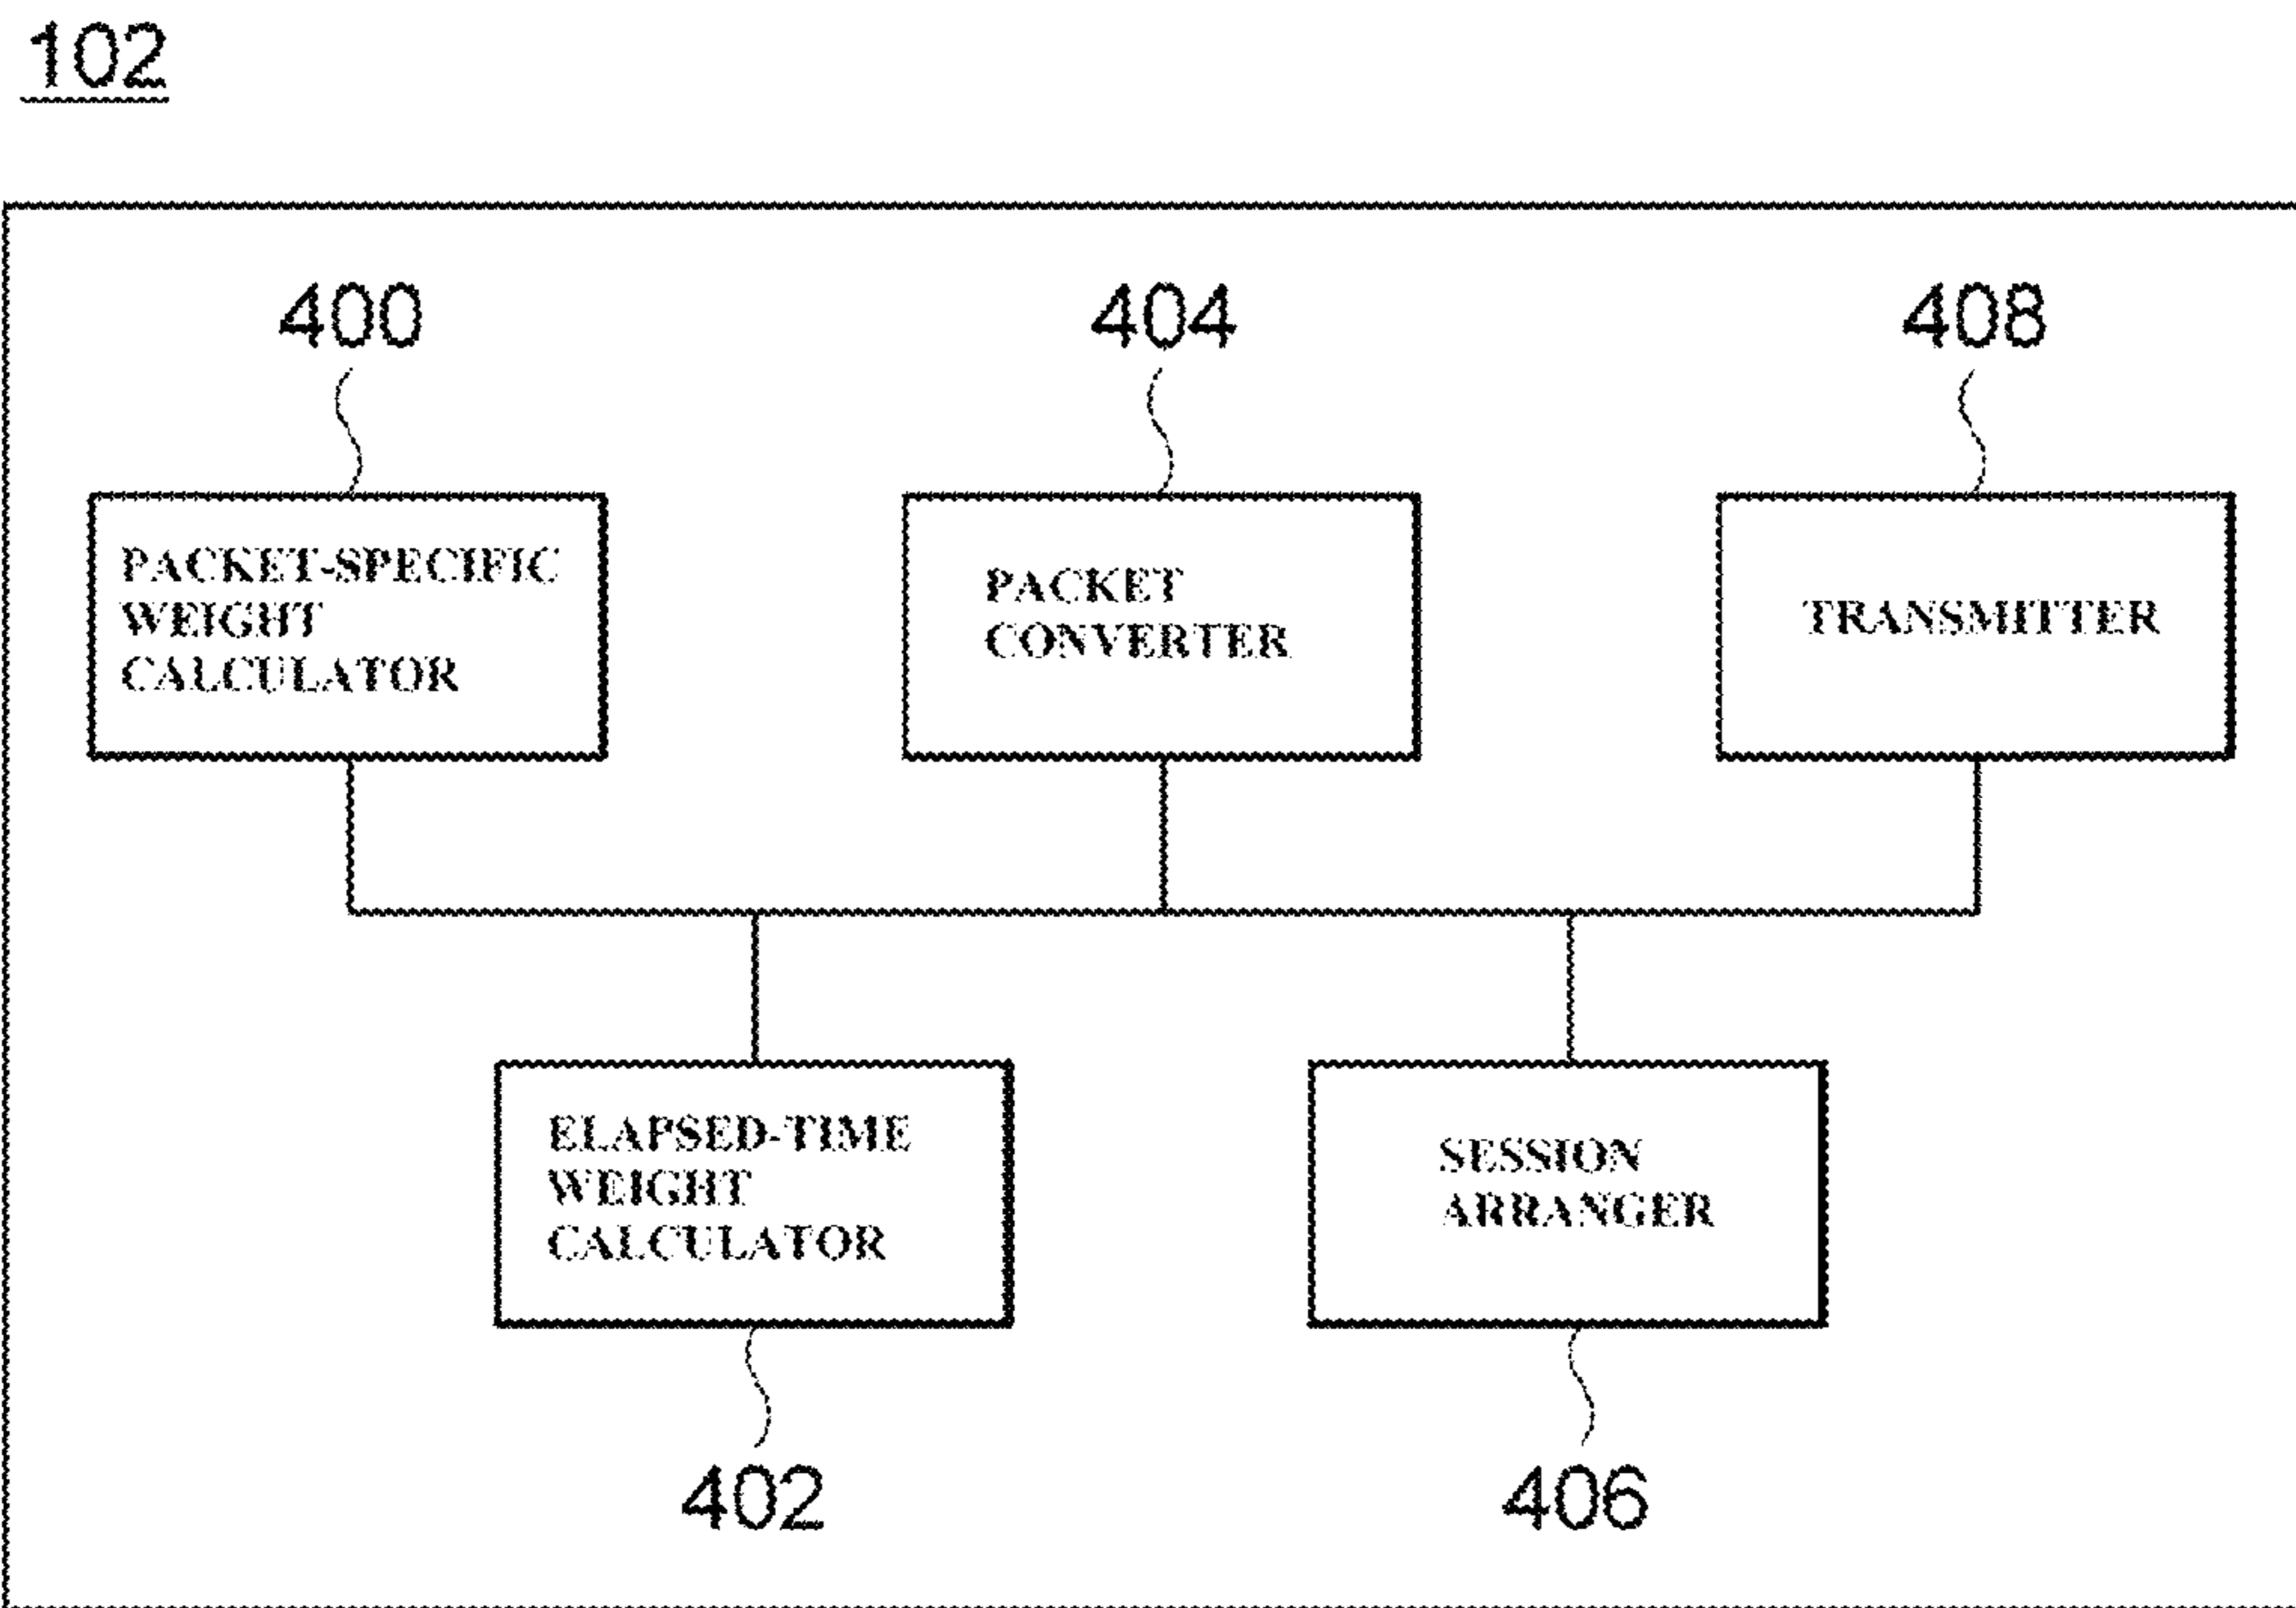 102
400
404
408
PACKET-SPECIFIC
WEIGHT
CALCULATOR
PACKET
CONVERTER
TRANSMITTER
ELAPSED-TIME
WEIGHT
CALCULATOR
SESSION
ARRANGER
402
406